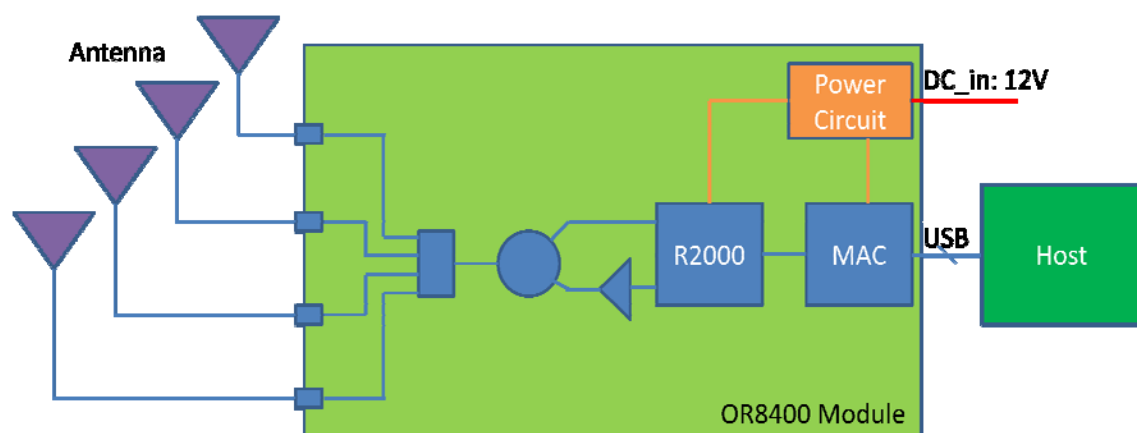 Antenna
Power
Circuit
DC_in: 12V
R2000
MAC
USB
Host
OR8400 Module